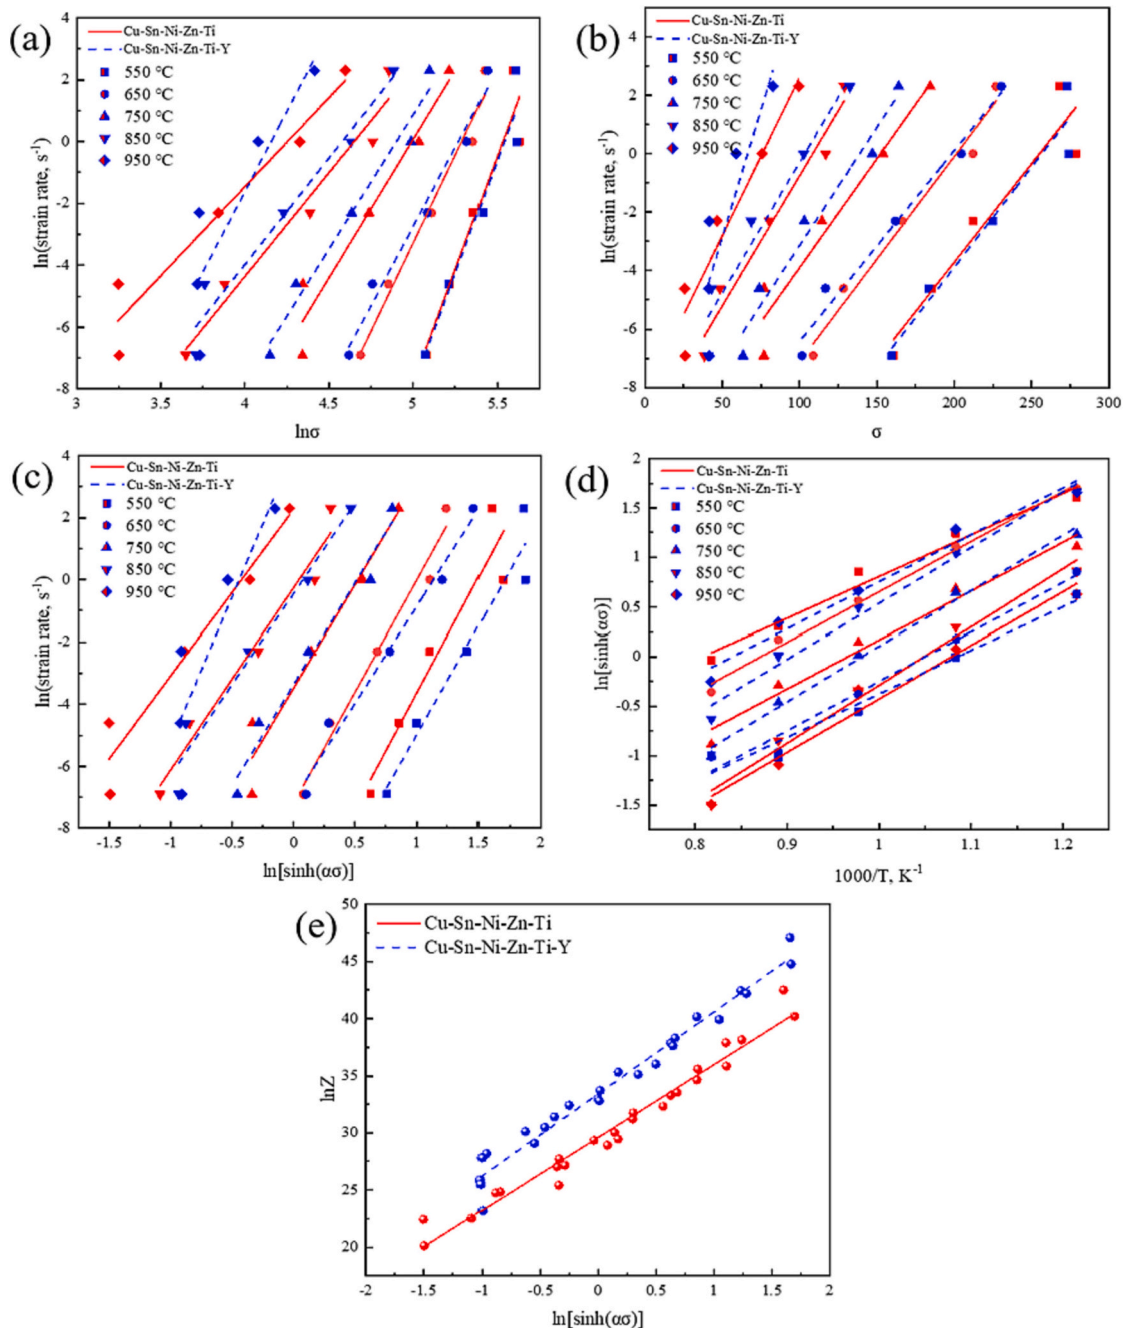 (a)
Cu-Sn-Ni-Zn-Ti
Cu-Sn-Ni-Zn-Ti-Y
550 °C
650 °C
750 °C
850 °C
950 °C
4
2
0
-2
-4
-6
-8
3
3.5
4
4.5
5
5.5
ln(strain rate, s⁻¹)
lnσ
(b)
Cu-Sn-Ni-Zn-Ti
Cu-Sn-Ni-Zn-Ti-Y
550 °C
650 °C
750 °C
850 °C
950 °C
4
2
0
-2
-4
-6
-8
0
50
100
150
200
250
300
ln(strain rate, s⁻¹)
σ
(c)
Cu-Sn-Ni-Zn-Ti
Cu-Sn-Ni-Zn-Ti-Y
550 °C
650 °C
750 °C
850 °C
950 °C
4
2
0
-2
-4
-6
-8
-1.5
-1
-0.5
0
0.5
1
1.5
2
ln(strain rate, s⁻¹)
ln[sinh(ασ)]
(d)
Cu-Sn-Ni-Zn-Ti
Cu-Sn-Ni-Zn-Ti-Y
550 °C
650 °C
750 °C
850 °C
950 °C
2
1.5
1
0.5
0
-0.5
-1
-1.5
0.8
0.9
1
1.1
1.2
ln[sinh(ασ)]
1000/T, K⁻¹
(e)
Cu-Sn-Ni-Zn-Ti
Cu-Sn-Ni-Zn-Ti-Y
50
45
40
35
30
25
20
-2
-1.5
-1
-0.5
0
0.5
1
1.5
2
lnZ
ln[sinh(ασ)]